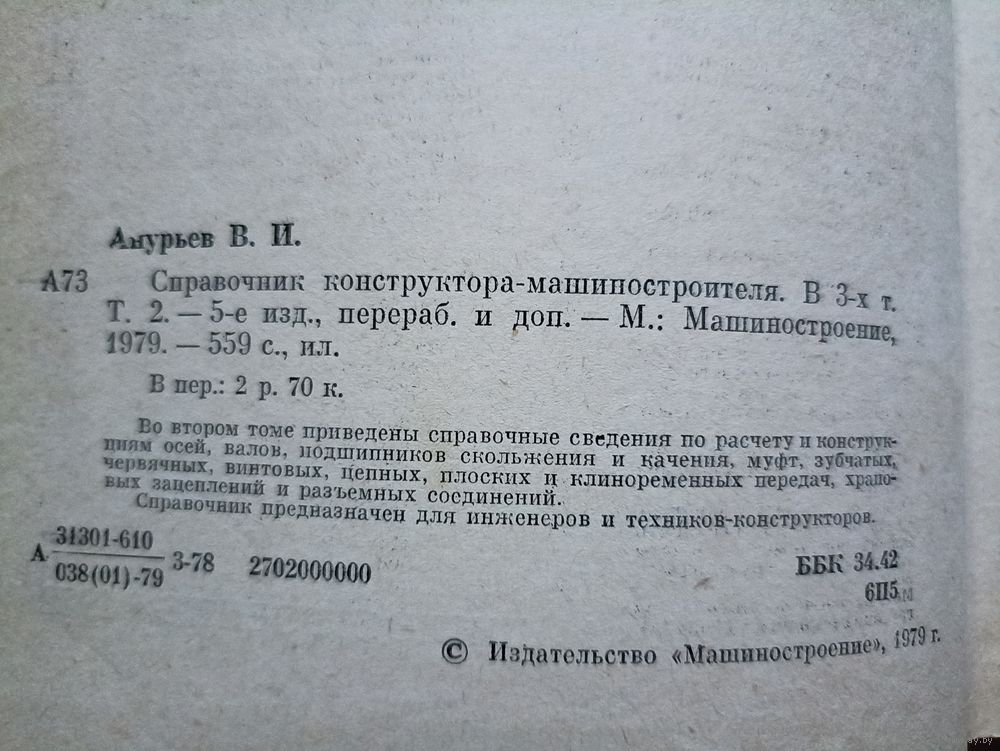 Анурьев В. И.
А73 Справочник конструктора-машиностроителя. В 3-х т.
Т. 2. — 5-е изд., перераб. и доп. — М.: Машиностроение,
1979. — 559 с., ил.
В пер.: 2 р. 70 к.
Во втором томе приведены справочные сведения по расчету и конструк-
циям осей, валов, подшипников скольжения и качения, муфт, зубчатых,
червячных, винтовых, цепных, плоских и клиноременных передач, храпо-
вых зацеплений и разъемных соединений.
Справочник предназначен для инженеров и техников-конструкторов.
А 31301-610 3-78 2702000000
038(01)-79
ББК 34.42
6П5
© Издательство «Машиностроение», 1979 г.